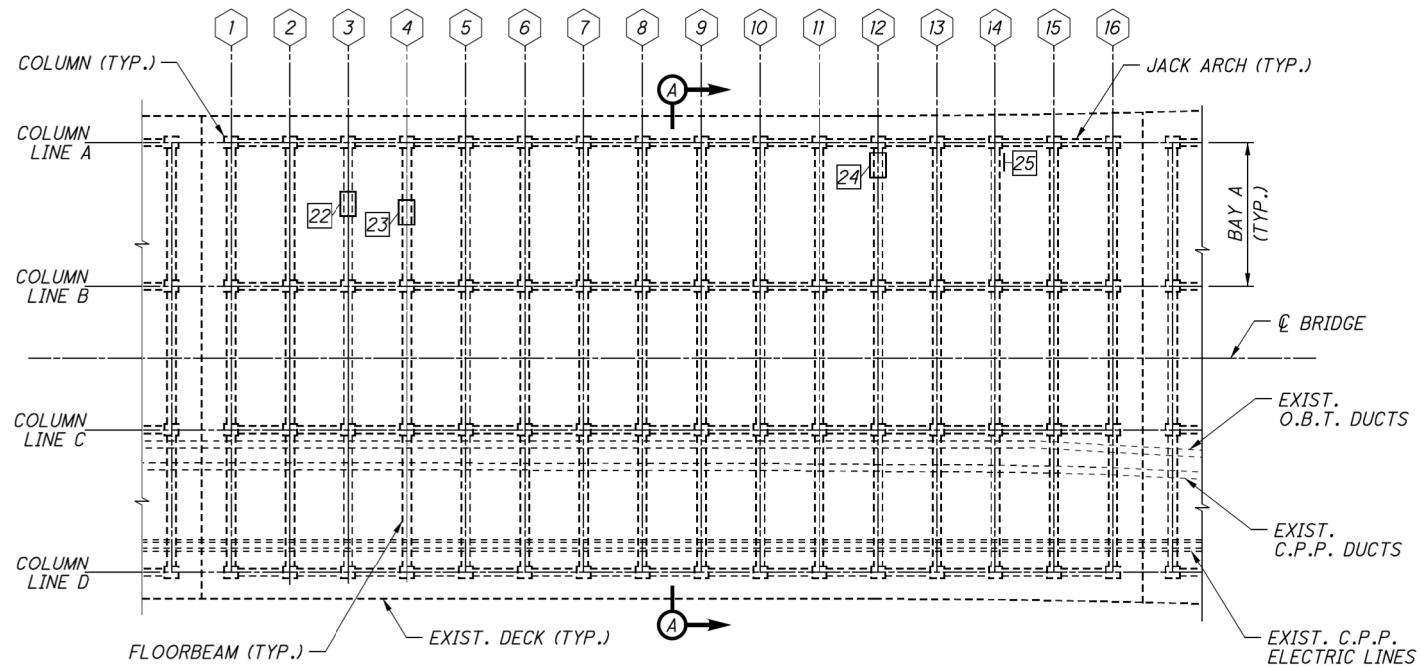 1 2 3 4 5 6 7 8 9 10 11 12 13 14 15 16
COLUMN (TYP.)
A
JACK ARCH (TYP.)
COLUMN
LINE A
22
23
24
25
BAY A
(TYP.)
COLUMN
LINE B
℄ BRIDGE
COLUMN
LINE C
EXIST.
O.B.T. DUCTS
EXIST.
C.P.P. DUCTS
COLUMN
LINE D
A
FLOORBEAM (TYP.)
EXIST. DECK (TYP.)
EXIST. C.P.P.
ELECTRIC LINES